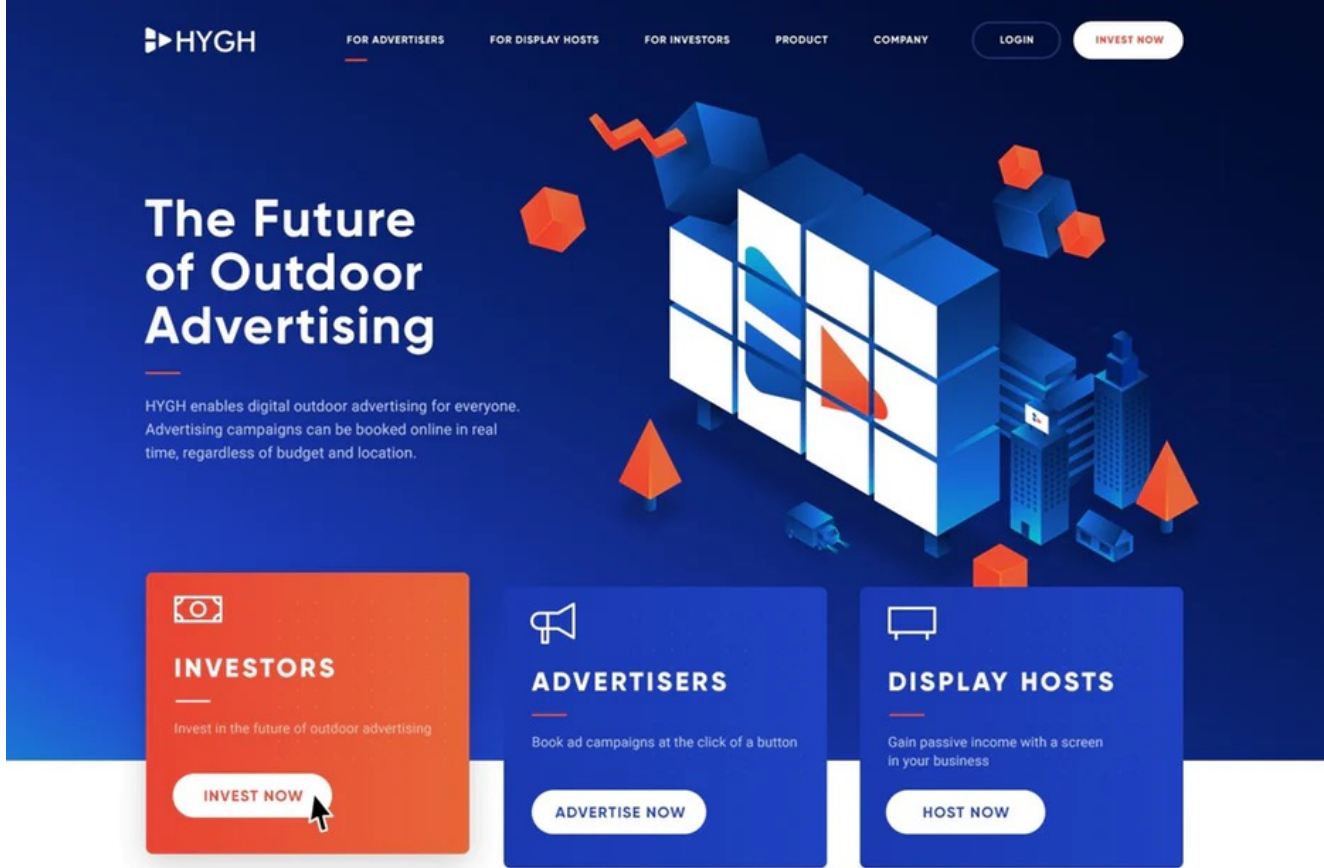 HYGH
FOR ADVERTISERS
FOR DISPLAY HOSTS
FOR INVESTORS
PRODUCT
COMPANY
LOGIN
INVEST NOW
The Future
of Outdoor
Advertising
HYGH enables digital outdoor advertising for everyone.
Advertising campaigns can be booked online in real
time, regardless of budget and location.
INVESTORS
Invest in the future of outdoor advertising
INVEST NOW
ADVERTISERS
Book ad campaigns at the click of a button
ADVERTISE NOW
DISPLAY HOSTS
Gain passive income with a screen
in your business
HOST NOW